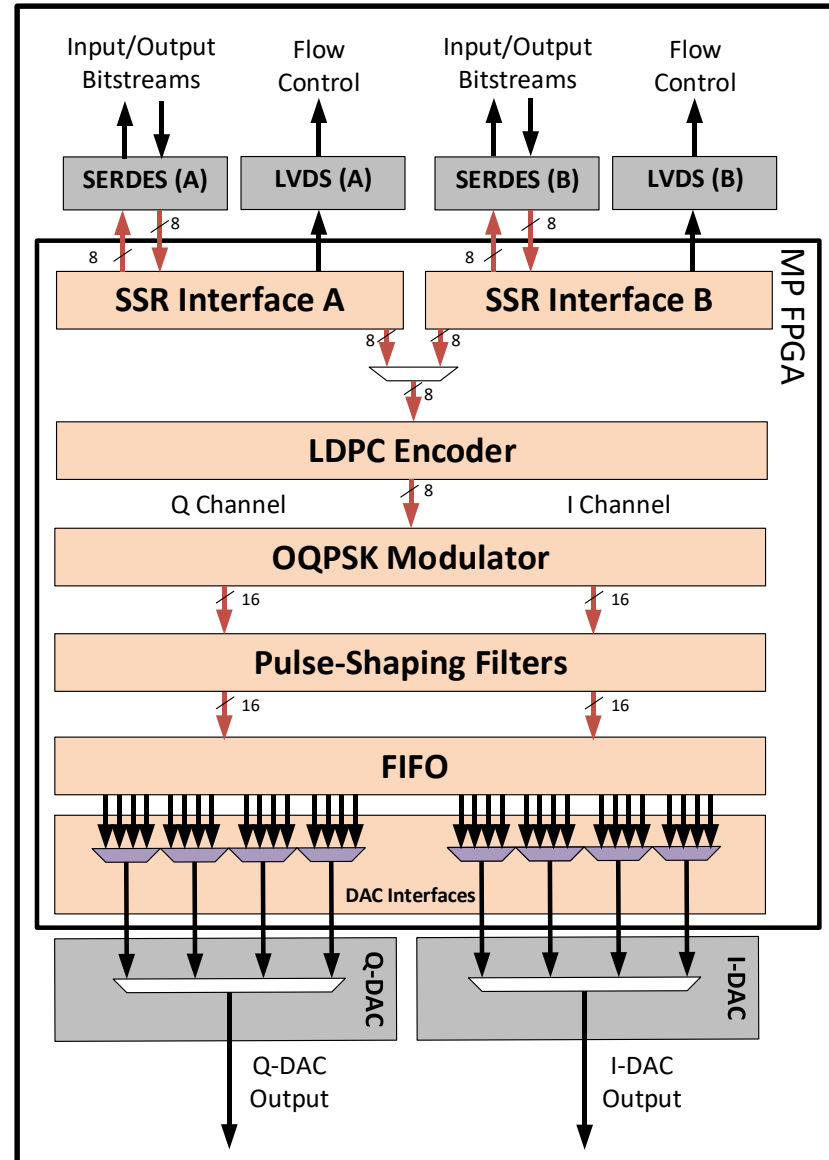 Input/Output
Bitstreams
Flow
Control
Input/Output
Bitstreams
Flow
Control
SERDES (A)
LVDS (A)
SERDES (B)
LVDS (B)
8
8
8
8
MP FPGA
SSR Interface A
SSR Interface B
8
8
8
LDPC Encoder
8
Q Channel
I Channel
OQPSK Modulator
16
16
Pulse-Shaping Filters
16
16
FIFO
DAC Interfaces
Q-DAC
I-DAC
Q-DAC
Output
I-DAC
Output